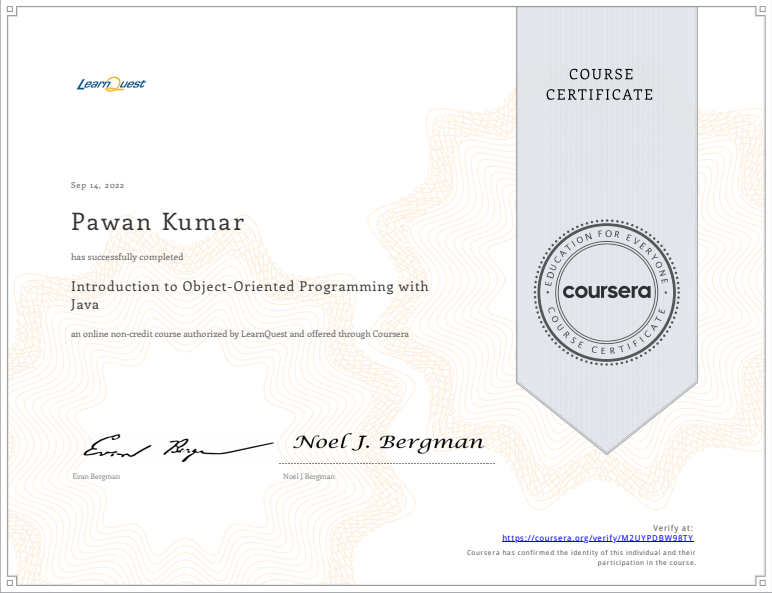 LearnQuest
COURSE
CERTIFICATE
Sep 14, 2022
Pawan Kumar
has successfully completed
Introduction to Object-Oriented Programming with
Java
an online non-credit course authorized by LearnQuest and offered through Coursera
EDUCATION FOR EVERYONE
coursera
COURSE CERTIFICATE
Evan Bergman
Noel J. Bergman
Evan Bergman
Noel J Bergman
Verify at:
https://coursera.org/verify/M2UYPDBW98TY
Coursera has confirmed the identity of this individual and their
participation in the course.